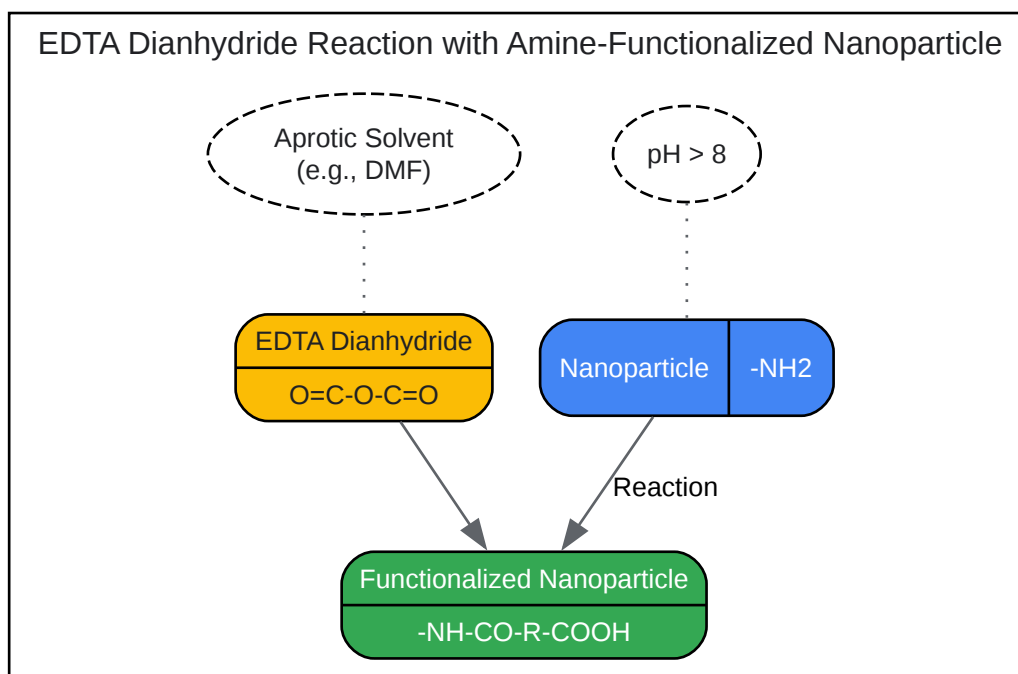 EDTA Dianhydride Reaction with Amine-Functionalized Nanoparticle
Aprotic Solvent
(e.g., DMF)
pH > 8
EDTA Dianhydride
O=C-O-C=O
Nanoparticle
-NH2
Reaction
Functionalized Nanoparticle
-NH-CO-R-COOH